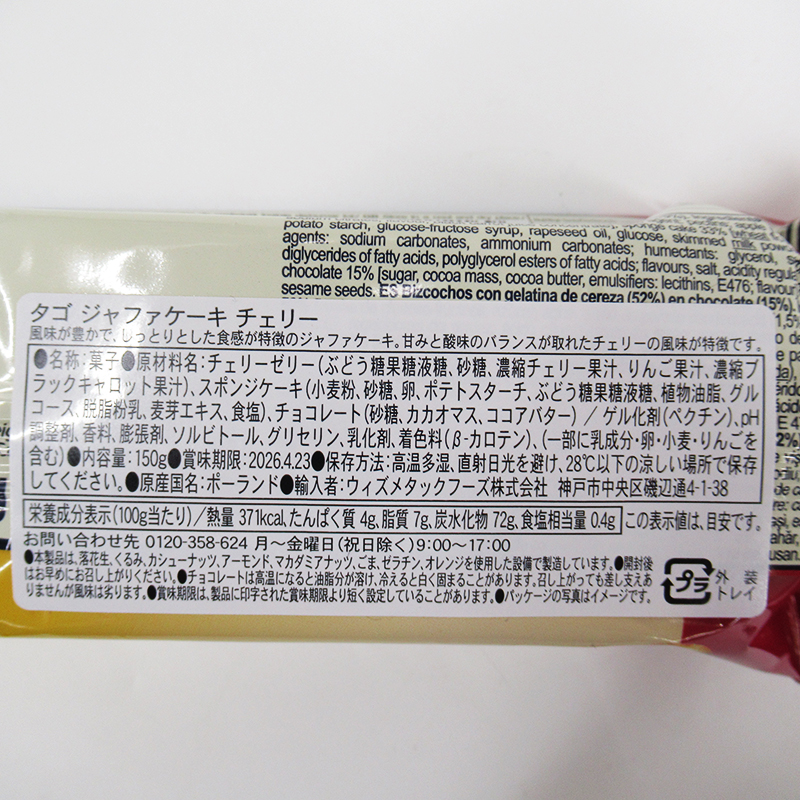 potato starch, glucose-fructose syrup, rapeseed oil, glucose, skimmed milk
agents: sodium carbonates, ammonium carbonates; humectants: glycerol,
diglycerides of fatty acids, polyglycerol esters of fatty acids; flavours, salt, acidity
chocolate 15% [sugar, cocoa mass, cocoa butter, emulsifiers: lecithins, E476; flavour
sesame seeds. ES Bizcochos con gelatina de cereza (52%) en chocolate (15%).
タゴ ジャファケーキ チェリー
風味が豊かで、しっとりとした食感が特徴のジャファケーキ。甘みと酸味のバランスが取れたチェリーの風味が特徴です。
●名称:菓子●原材料名:チェリーゼリー(ぶどう糖果糖液糖、砂糖、濃縮チェリー果汁、りんご果汁、濃縮ブ
ラックキャロット果汁)、スポンジケーキ(小麦粉、砂糖、卵、ポテトスターチ、ぶどう糖果糖液糖、植物油脂、グル
コース、脱脂粉乳、麦芽エキス、食塩)、チョコレート(砂糖、カカオマス、ココアバター)/ゲル化剤(ペクチン)、pH
調整剤、香料、膨張剤、ソルビトール、グリセリン、乳化剤、着色料(β-カロテン)、(一部に乳成分・卵・小麦・りんごを
含む)●内容量:150g●賞味期限:2026.4.23●保存方法:高温多湿、直射日光を避け、28℃以下の涼しい場所で保存
してください。●原産国名:ポーランド●輸入者:ウィズメタックフーズ株式会社 神戸市中央区磯辺通4-1-38
栄養成分表示(100g当たり)/熱量 371kcal、たんぱく質 4g、脂質 7g、炭水化物 72g、食塩相当量 0.4g この表示値は、目安です。
お問い合わせ先 0120-358-624 月~金曜日(祝日除く)9:00~17:00
●本製品は、落花生、くるみ、カシューナッツ、アーモンド、マカダミアナッツ、ごま、ゼラチン、オレンジを使用した設備で製造しています。●開封後
はお早めにお召し上がりください。●チョコレートは高温になると油脂分が溶け、冷えると白く固まることがあります。召し上がっても差し支えあ
りませんが風味は劣ります。●賞味期限は、製品に印字された賞味期限より短く設定していることがあります。●パッケージの写真はイメージです。
プラ 外装
トレイ